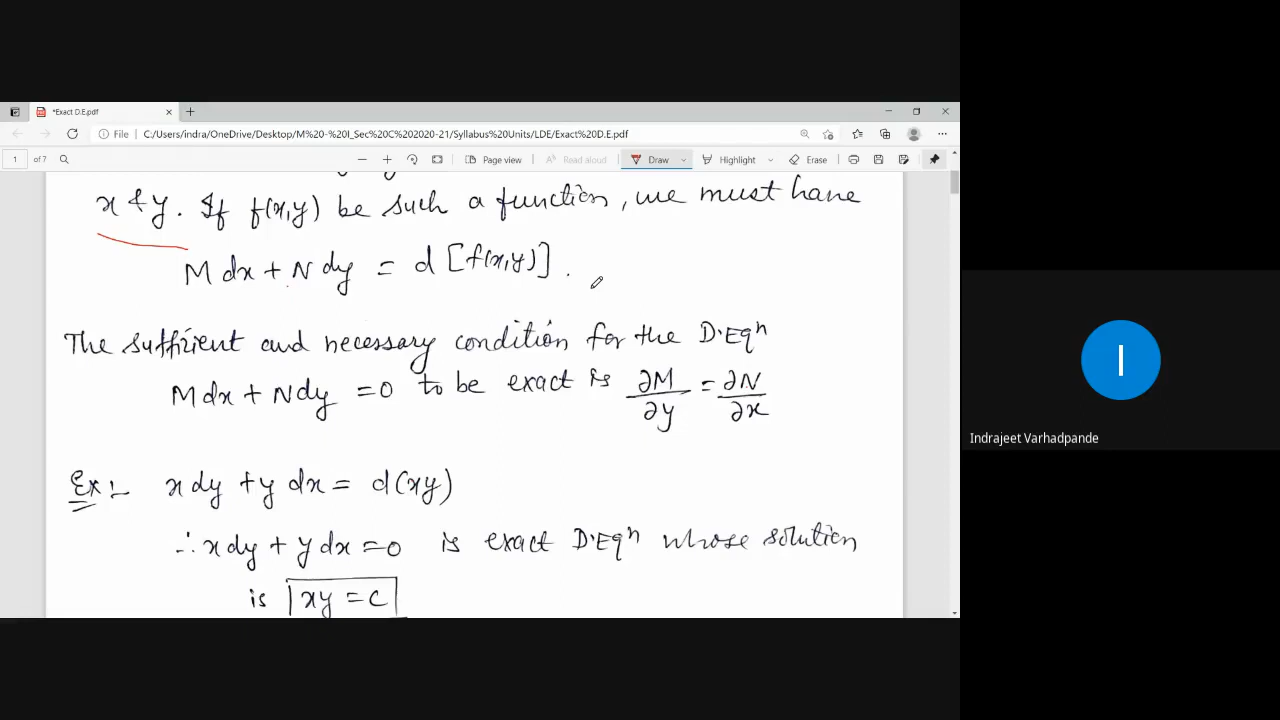 *Exact D.E.pdf
File C:/Users/indra/OneDrive/Desktop/M%20-%20I_Sec%20C%202020-21/Syllabus%20Units/LDE/Exact%20D.E.pdf
1 of 7 Page view Read aloud Draw Highlight Erase
x & y. If f(x,y) be such a function, we must have
M dx + N dy = d [f(x,y)].
The sufficient and necessary condition for the D.Eqⁿ
M dx + N dy = 0 to be exact is ∂M/∂y = ∂N/∂x
Ex:- x dy + y dx = d(xy)
∴ x dy + y dx = 0 is exact D.Eqⁿ whose solution
is xy = c
I
Indrajeet Varhadpande